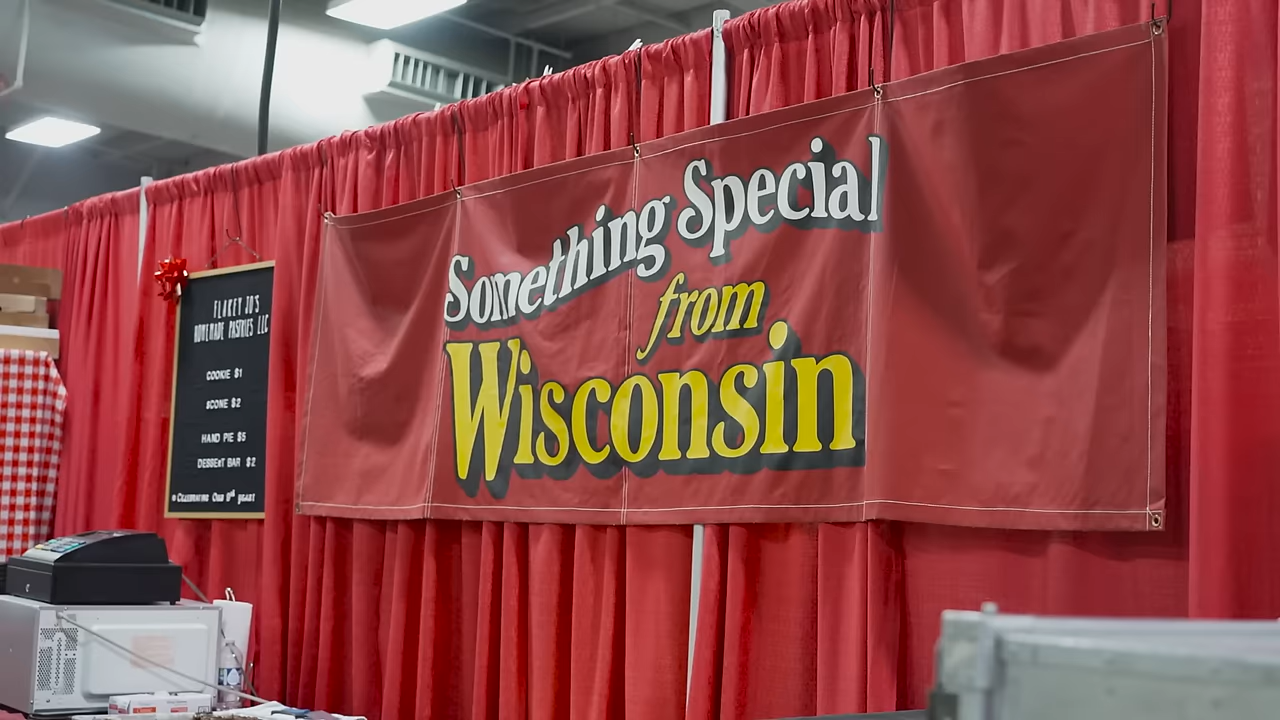 Something Special
from
Wisconsin
FLAKEY JO'S
HOMEMADE PASTRIES LLC
COOKIE $1
SCONE $2
HAND PIE $5
DESSERT BAR $2